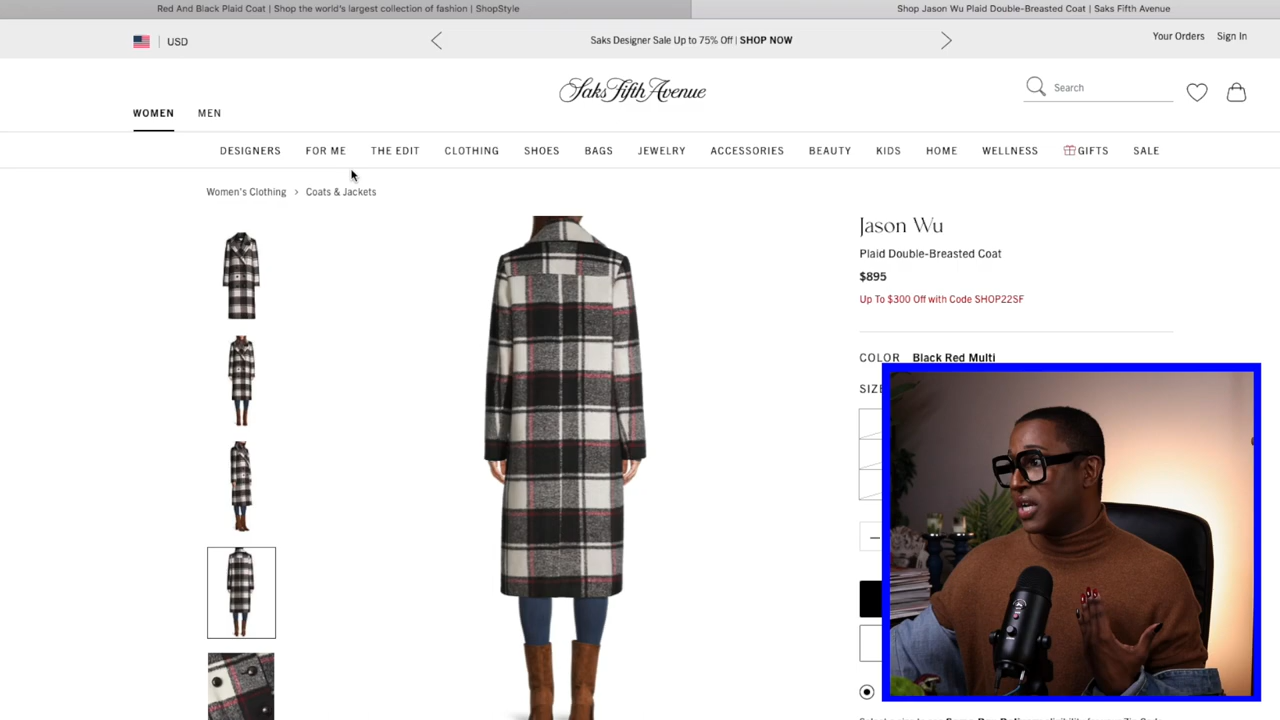 Red And Black Plaid Coat | Shop the world's largest collection of fashion | ShopStyle
Shop Jason Wu Plaid Double-Breasted Coat | Saks Fifth Avenue
USD
Saks Designer Sale Up to 75% Off | SHOP NOW
Your Orders
Sign In
Saks Fifth Avenue
Search
WOMEN
MEN
DESIGNERS
FOR ME
THE EDIT
CLOTHING
SHOES
BAGS
JEWELRY
ACCESSORIES
BEAUTY
KIDS
HOME
WELLNESS
GIFTS
SALE
Women's Clothing > Coats & Jackets
Jason Wu
Plaid Double-Breasted Coat
$895
Up To $300 Off with Code SHOP22SF
COLOR Black Red Multi
SIZE